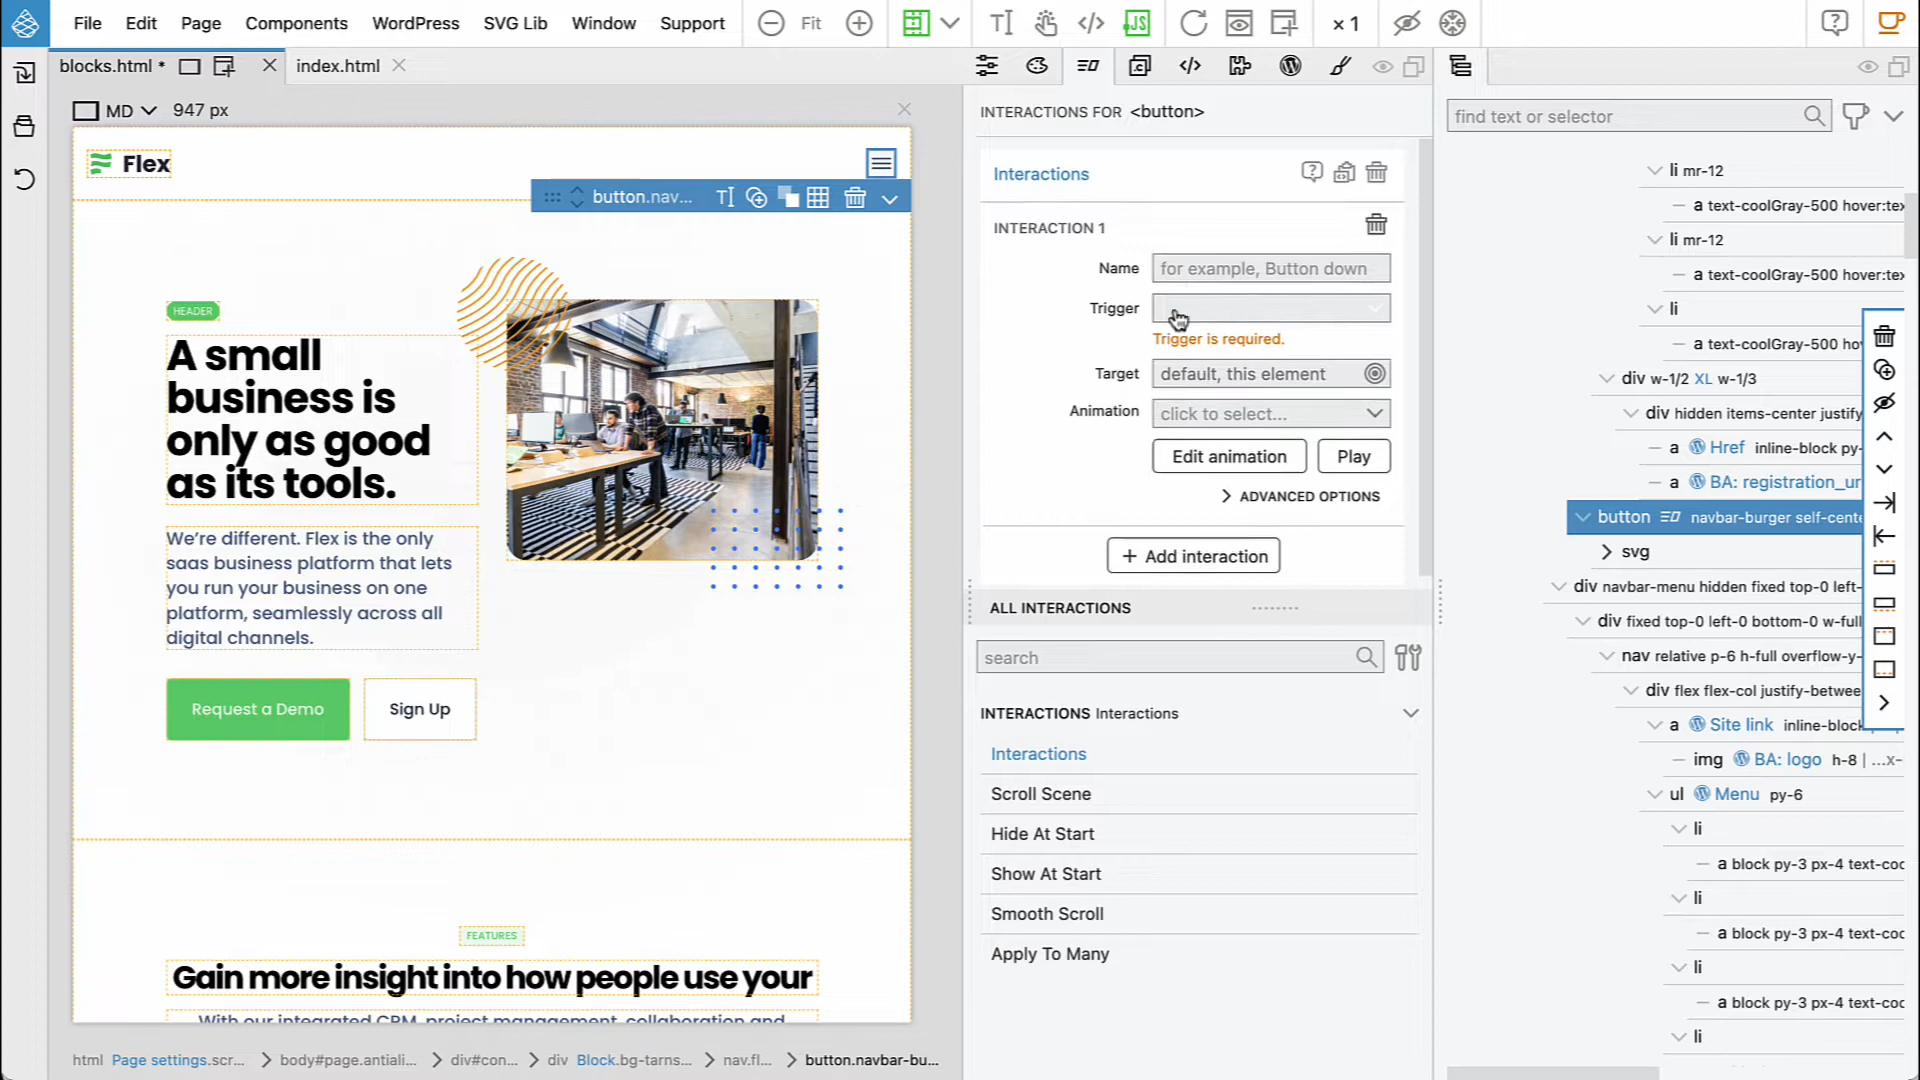 File Edit Page Components WordPress SVG Lib Window Support Fit x 1
blocks.html * index.html
MD 947 px
Flex
button.nav...
HEADER
A small
business is
only as good
as its tools.
We're different. Flex is the only
saas business platform that lets
you run your business on one
platform, seamlessly across all
digital channels.
Request a Demo Sign Up
FEATURES
Gain more insight into how people use your
With our integrated CRM, project management, collaboration and
html Page settings.scr... body#page.antiali... div#con... div Block.bg-tarns... nav.fl... button.navbar-bu...
INTERACTIONS FOR <button>
Interactions
INTERACTION 1
Name for example, Button down
Trigger
Trigger is required.
Target default, this element
Animation click to select...
Edit animation Play
ADVANCED OPTIONS
+ Add interaction
ALL INTERACTIONS
search
INTERACTIONS Interactions
Interactions
Scroll Scene
Hide At Start
Show At Start
Smooth Scroll
Apply To Many
find text or selector
li mr-12
a text-coolGray-500 hover:tex
li mr-12
a text-coolGray-500 hover:tex
li
a text-coolGray-500 ho
div w-1/2 XL w-1/3
div hidden items-center justify
a Href inline-block py-
a BA: registration_ur
button navbar-burger self-cente
svg
div navbar-menu hidden fixed top-0 left-
div fixed top-0 left-0 bottom-0 w-full
nav relative p-6 h-full overflow-y-
div flex flex-col justify-betwee
a Site link inline-block
img BA: logo h-8 | ...x-
ul Menu py-6
li
a block py-3 px-4 text-coo
li
a block py-3 px-4 text-coo
li
a block py-3 px-4 text-coo
li